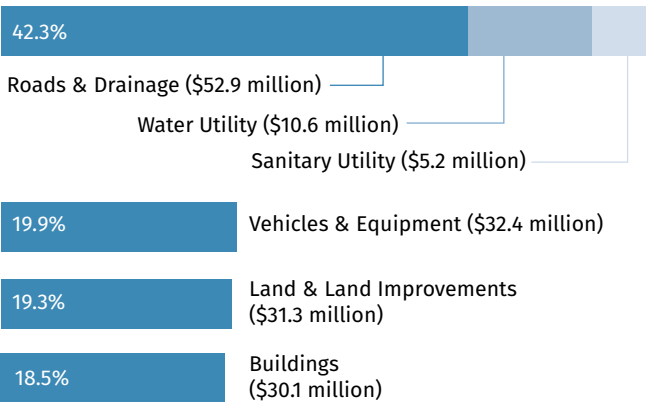 42.3%
Roads & Drainage ($52.9 million)
Water Utility ($10.6 million)
Sanitary Utility ($5.2 million)
19.9%
Vehicles & Equipment ($32.4 million)
19.3%
Land & Land Improvements
($31.3 million)
18.5%
Buildings
($30.1 million)